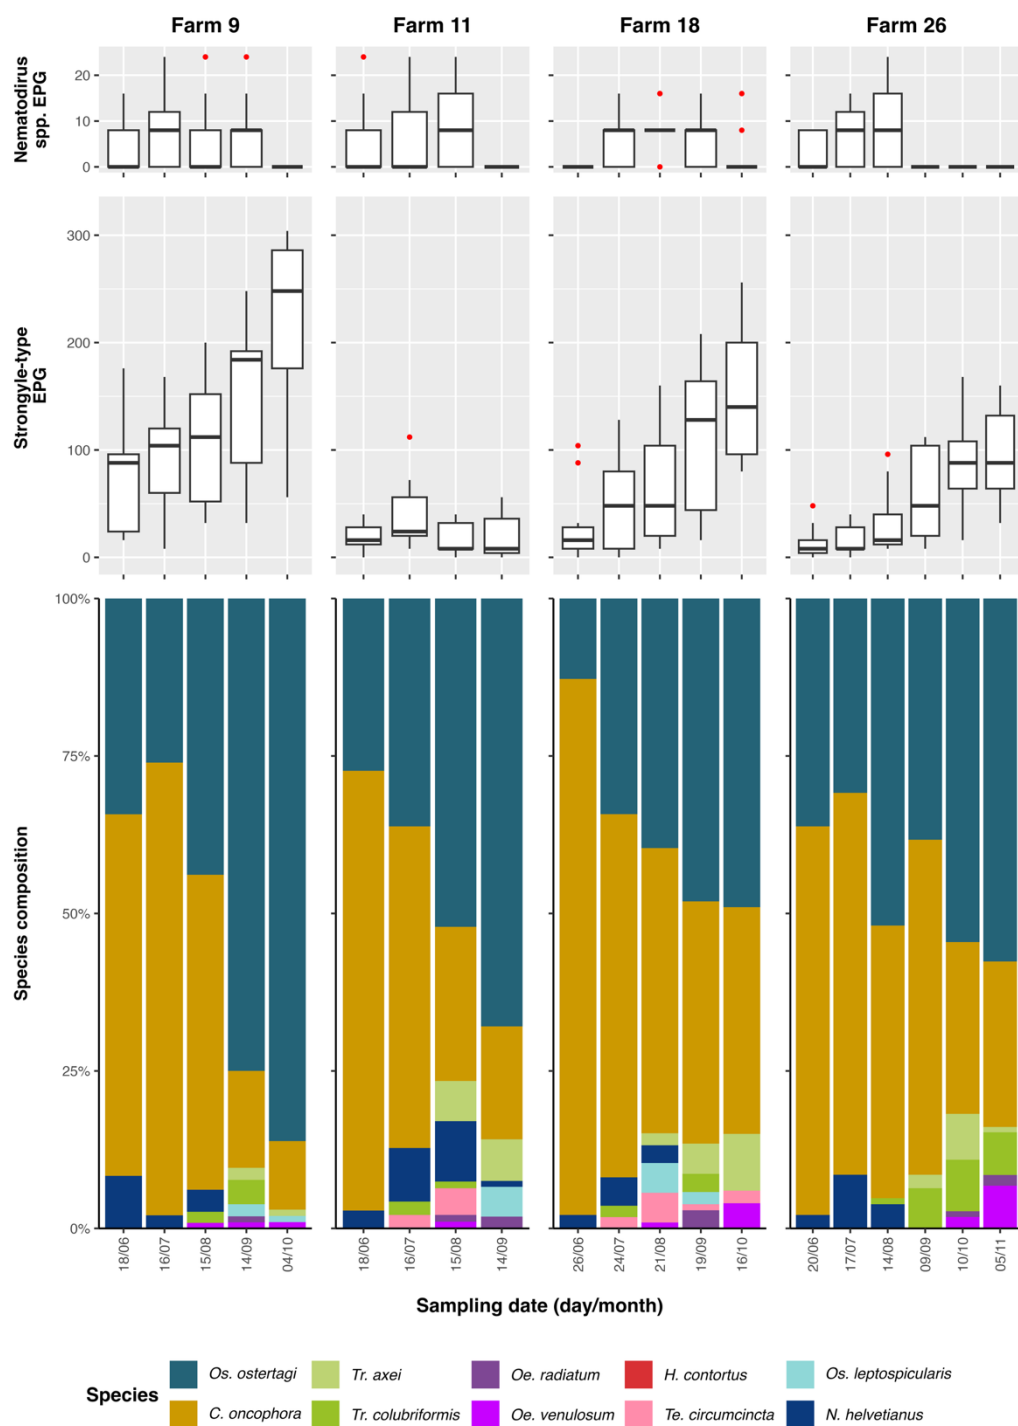 Farm 9 Farm 11 Farm 18 Farm 26
Nematodirus
spp. EPG
20
10
0
Strongyle-type
EPG
300
200
100
0
Species composition
100%
75%
50%
25%
0%
18/06 16/07 15/08 14/09 04/10 18/06 16/07 15/08 14/09 26/06 24/07 21/08 19/09 16/10 20/06 17/07 14/08 09/09 10/10 05/11
Sampling date (day/month)
Species
Os. ostertagi Tr. axei Oe. radiatum H. contortus Os. leptospicularis
C. oncophora Tr. colubriformis Oe. venulosum Te. circumcincta N. helvetianus